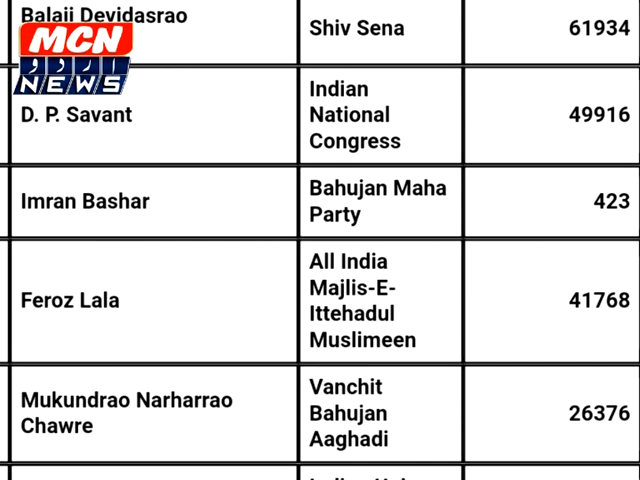 Balaji Devidasrao
Shiv Sena
61934
MCN
اردو
NEWS
D. P. Savant
Indian
National
Congress
49916
Imran Bashar
Bahujan Maha
Party
423
Feroz Lala
All India
Majlis-E-
Ittehadul
Muslimeen
41768
Mukundrao Narharrao
Chawre
Vanchit
Bahujan
Aaghadi
26376